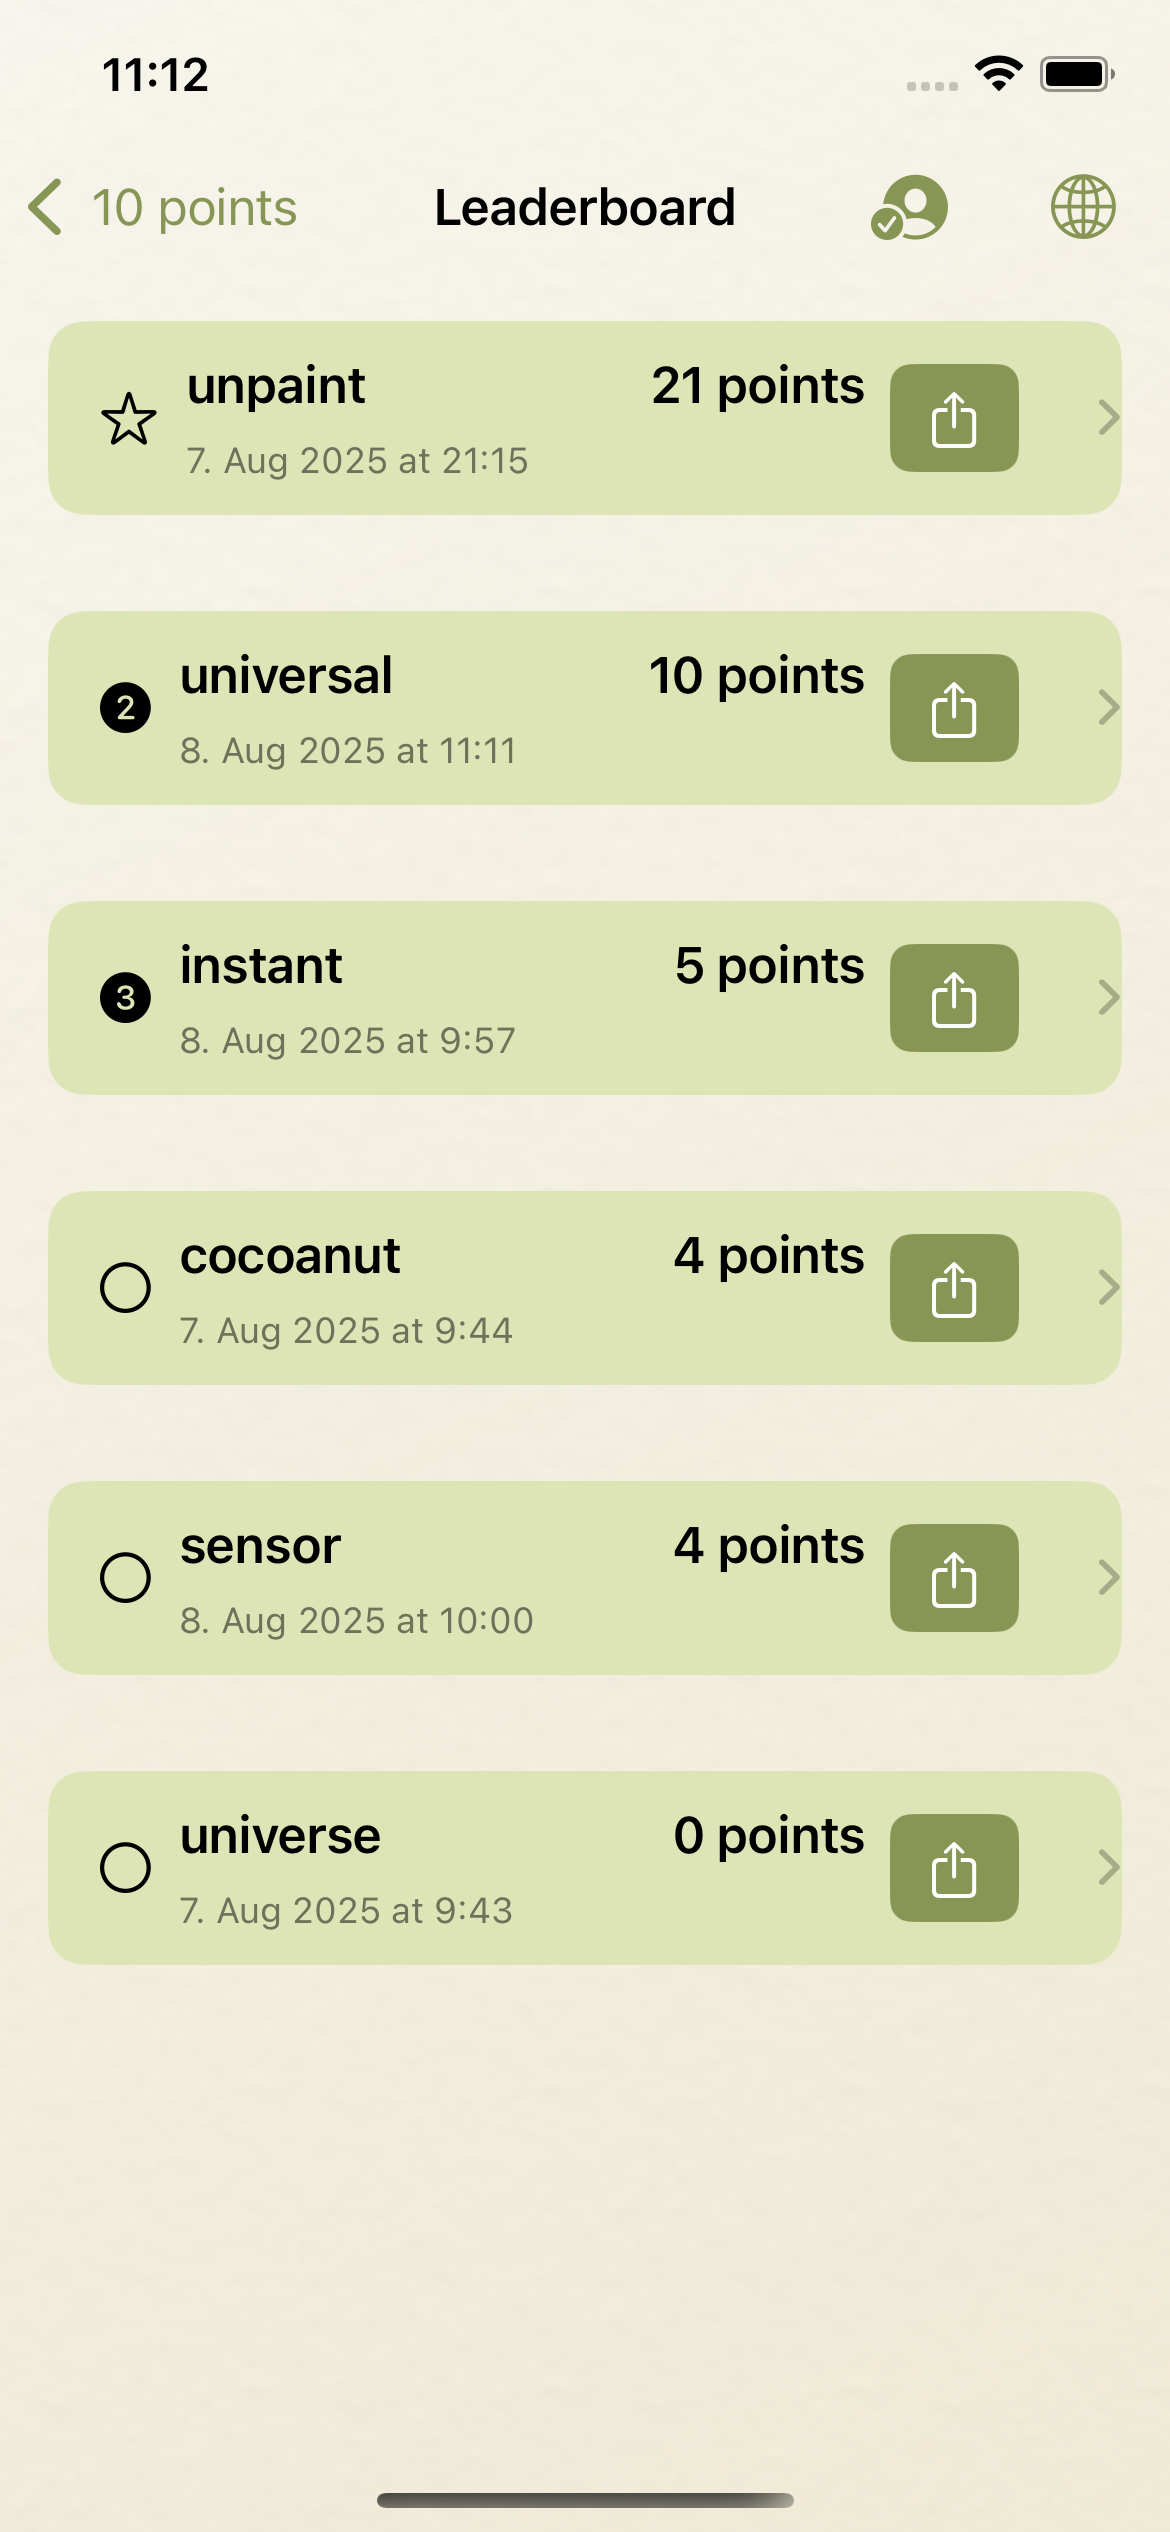 11:12
10 points
Leaderboard
unpaint
21 points
7. Aug 2025 at 21:15
2
universal
10 points
8. Aug 2025 at 11:11
3
instant
5 points
8. Aug 2025 at 9:57
cocoanut
4 points
7. Aug 2025 at 9:44
sensor
4 points
8. Aug 2025 at 10:00
universe
0 points
7. Aug 2025 at 9:43